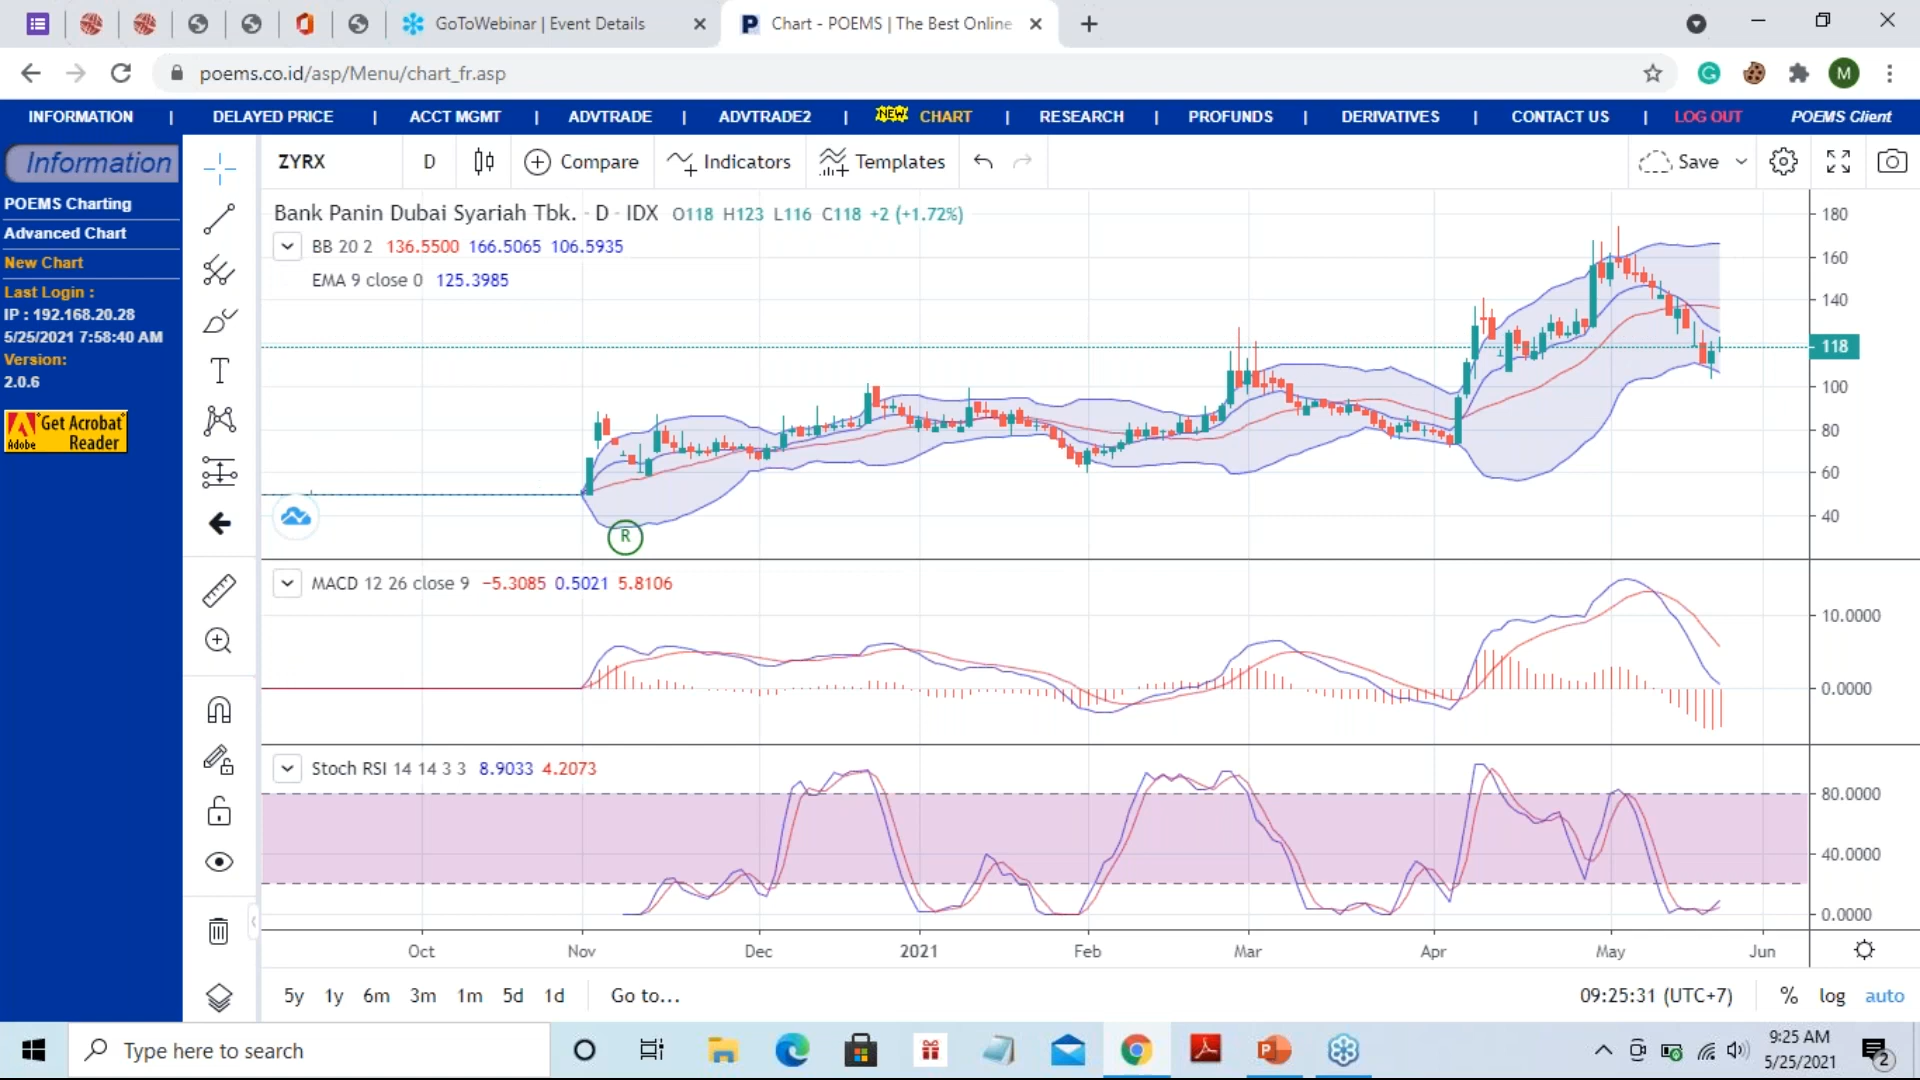 GoToWebinar | Event Details
Chart - POEMS | The Best Online
poems.co.id/asp/Menu/chart_fr.asp
M
INFORMATION | DELAYED PRICE | ACCT MGMT | ADVTRADE | ADVTRADE2 | NEW CHART | RESEARCH | PROFUNDS | DERIVATIVES | CONTACT US | LOG OUT POEMS Client
Information
POEMS Charting
Advanced Chart
New Chart
Last Login :
IP : 192.168.20.28
5/25/2021 7:58:40 AM
Version:
2.0.6
Get Acrobat
Adobe Reader
ZYRX D Compare Indicators Templates Save
Bank Panin Dubai Syariah Tbk. · D · IDX O118 H123 L116 C118 +2 (+1.72%)
BB 20 2 136.5500 166.5065 106.5935
EMA 9 close 0 125.3985
180
160
140
118
100
80
60
40
R
MACD 12 26 close 9 −5.3085 0.5021 5.8106
10.0000
0.0000
Stoch RSI 14 14 3 3 8.9033 4.2073
80.0000
40.0000
0.0000
Oct Nov Dec 2021 Feb Mar Apr May Jun
5y 1y 6m 3m 1m 5d 1d Go to... 09:25:31 (UTC+7) % log auto
Type here to search
9:25 AM
5/25/2021
2